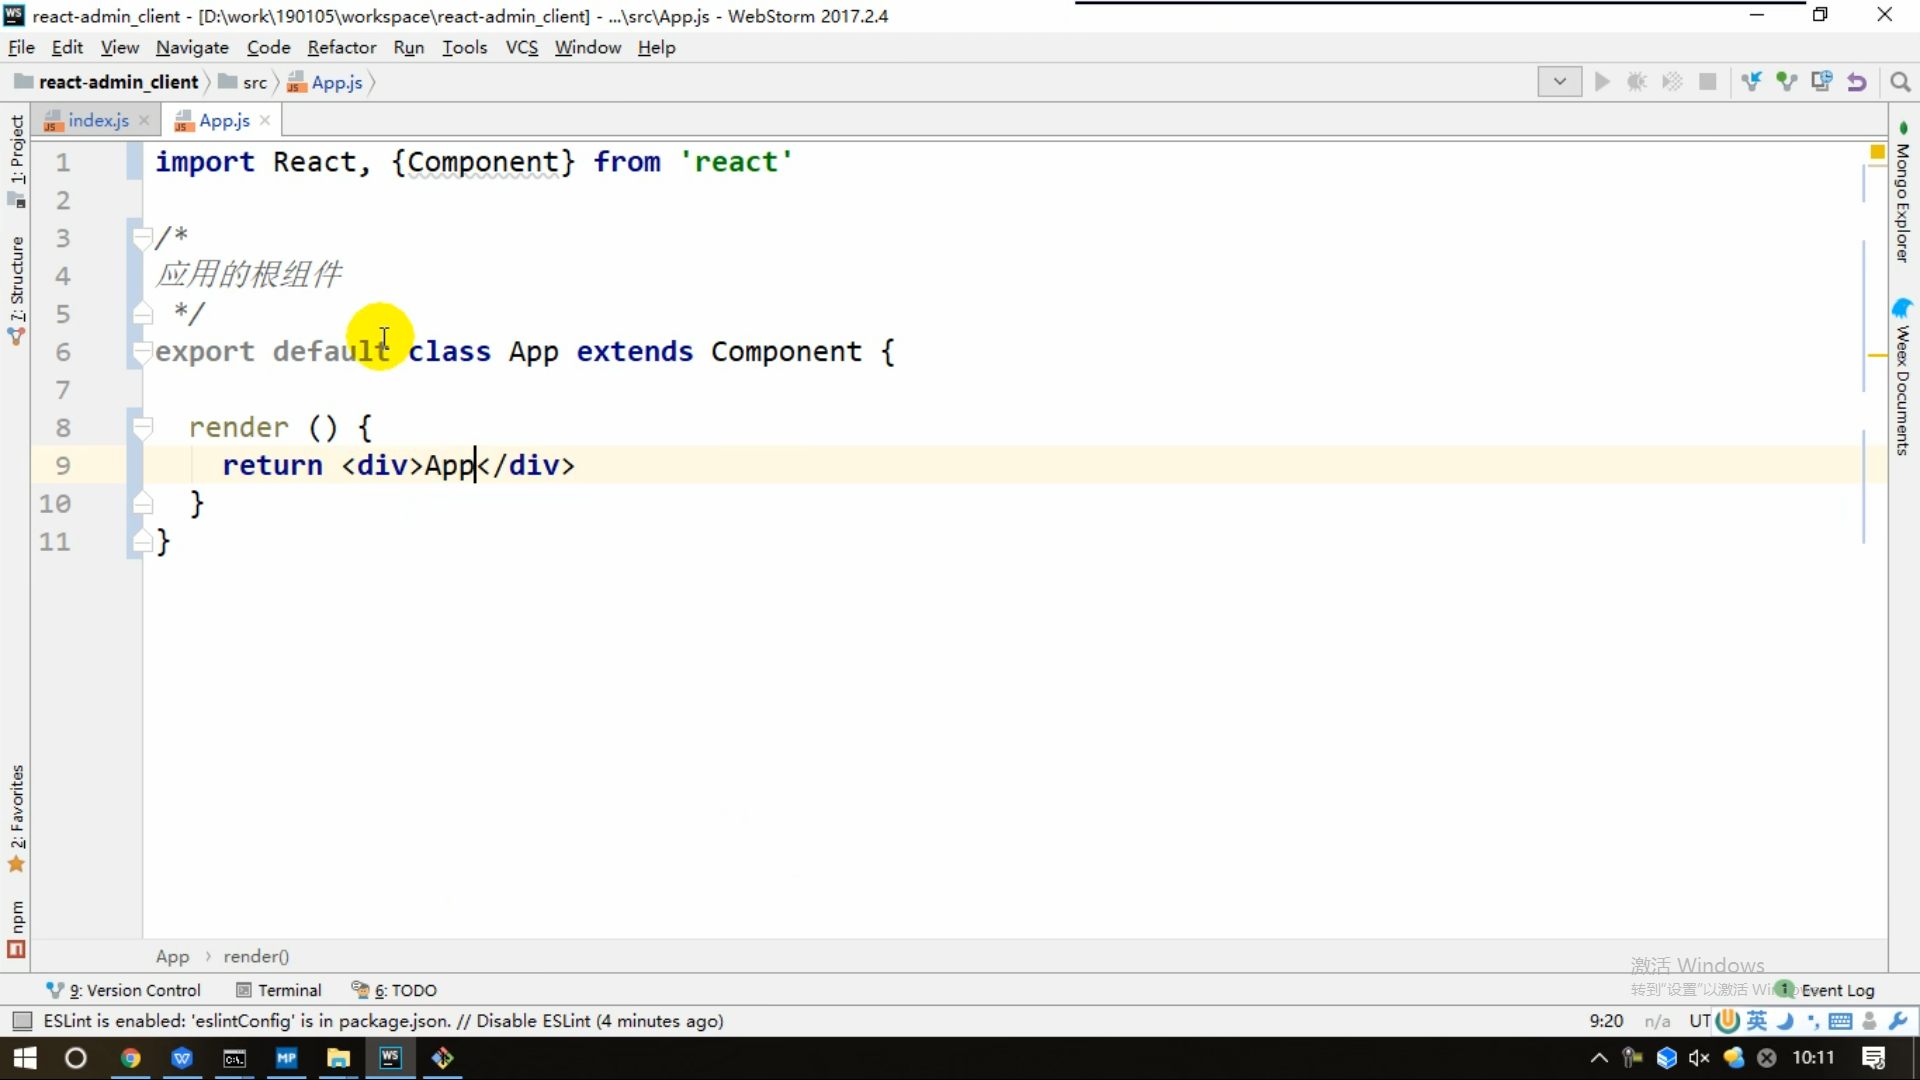 react-admin_client - [D:\work\190105\workspace\react-admin_client] - ...\src\App.js - WebStorm 2017.2.4
File Edit View Navigate Code Refactor Run Tools VCS Window Help
react-admin_client src App.js
index.js App.js
1 import React, {Component} from 'react'
2
3 /*
4 应用的根组件
5 */
6 export default class App extends Component {
7
8 render () {
9 return <div>App</div>
10 }
11 }
1: Project
7: Structure
2: Favorites
npm
Mongo Explorer
Weex Documents
App › render()
激活 Windows
9: Version Control Terminal 6: TODO
1 Event Log
ESLint is enabled: 'eslintConfig' is in package.json. // Disable ESLint (4 minutes ago)
9:20 n/a UT 英
10:11